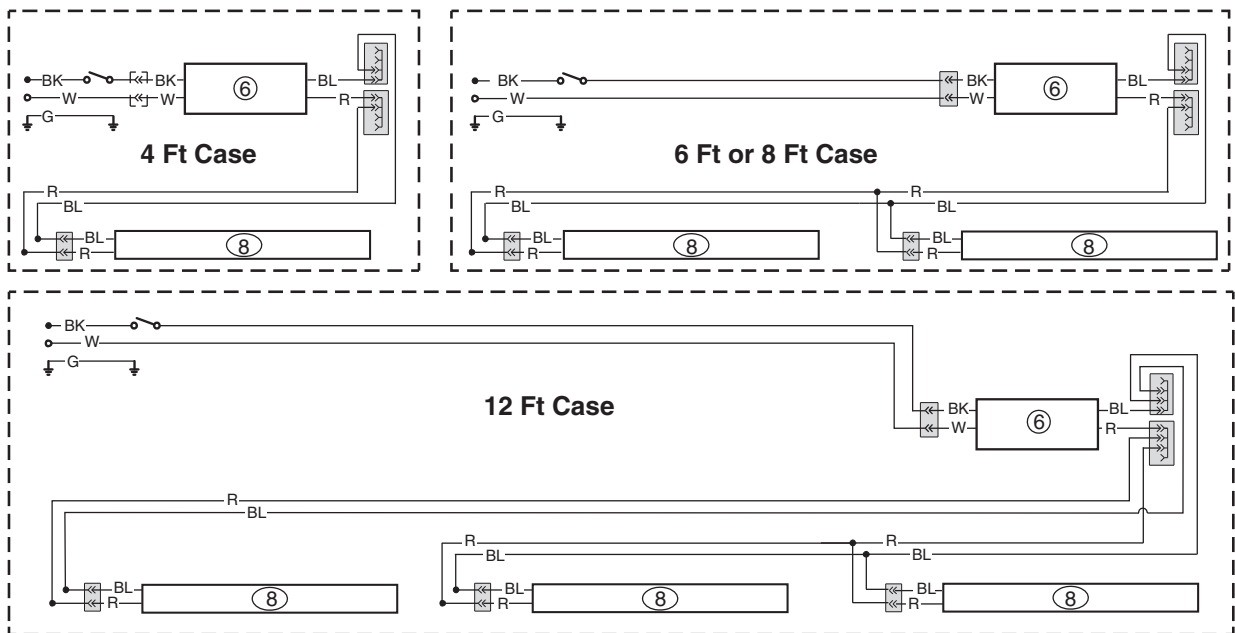 BK BK 6 BL
W W R
G
4 Ft Case
R
BL
BL 8
R
BK BK 6 BL
W W R
G
6 Ft or 8 Ft Case
R R
BL BL
BL 8 BL 8
R R
BK
W
G
12 Ft Case
BK 6 BL
W R
R
BL
R R
BL BL
BL 8 BL 8 BL 8
R R R